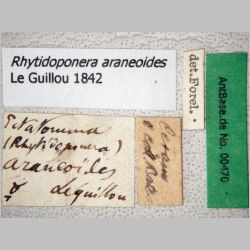 Rhytidoponera araneoides
Le Guillou 1842
det. Forel.
AntBase.de No. 00470
Ectatomma
(Rhytidoponera)
araneoides
☿ le Guillou